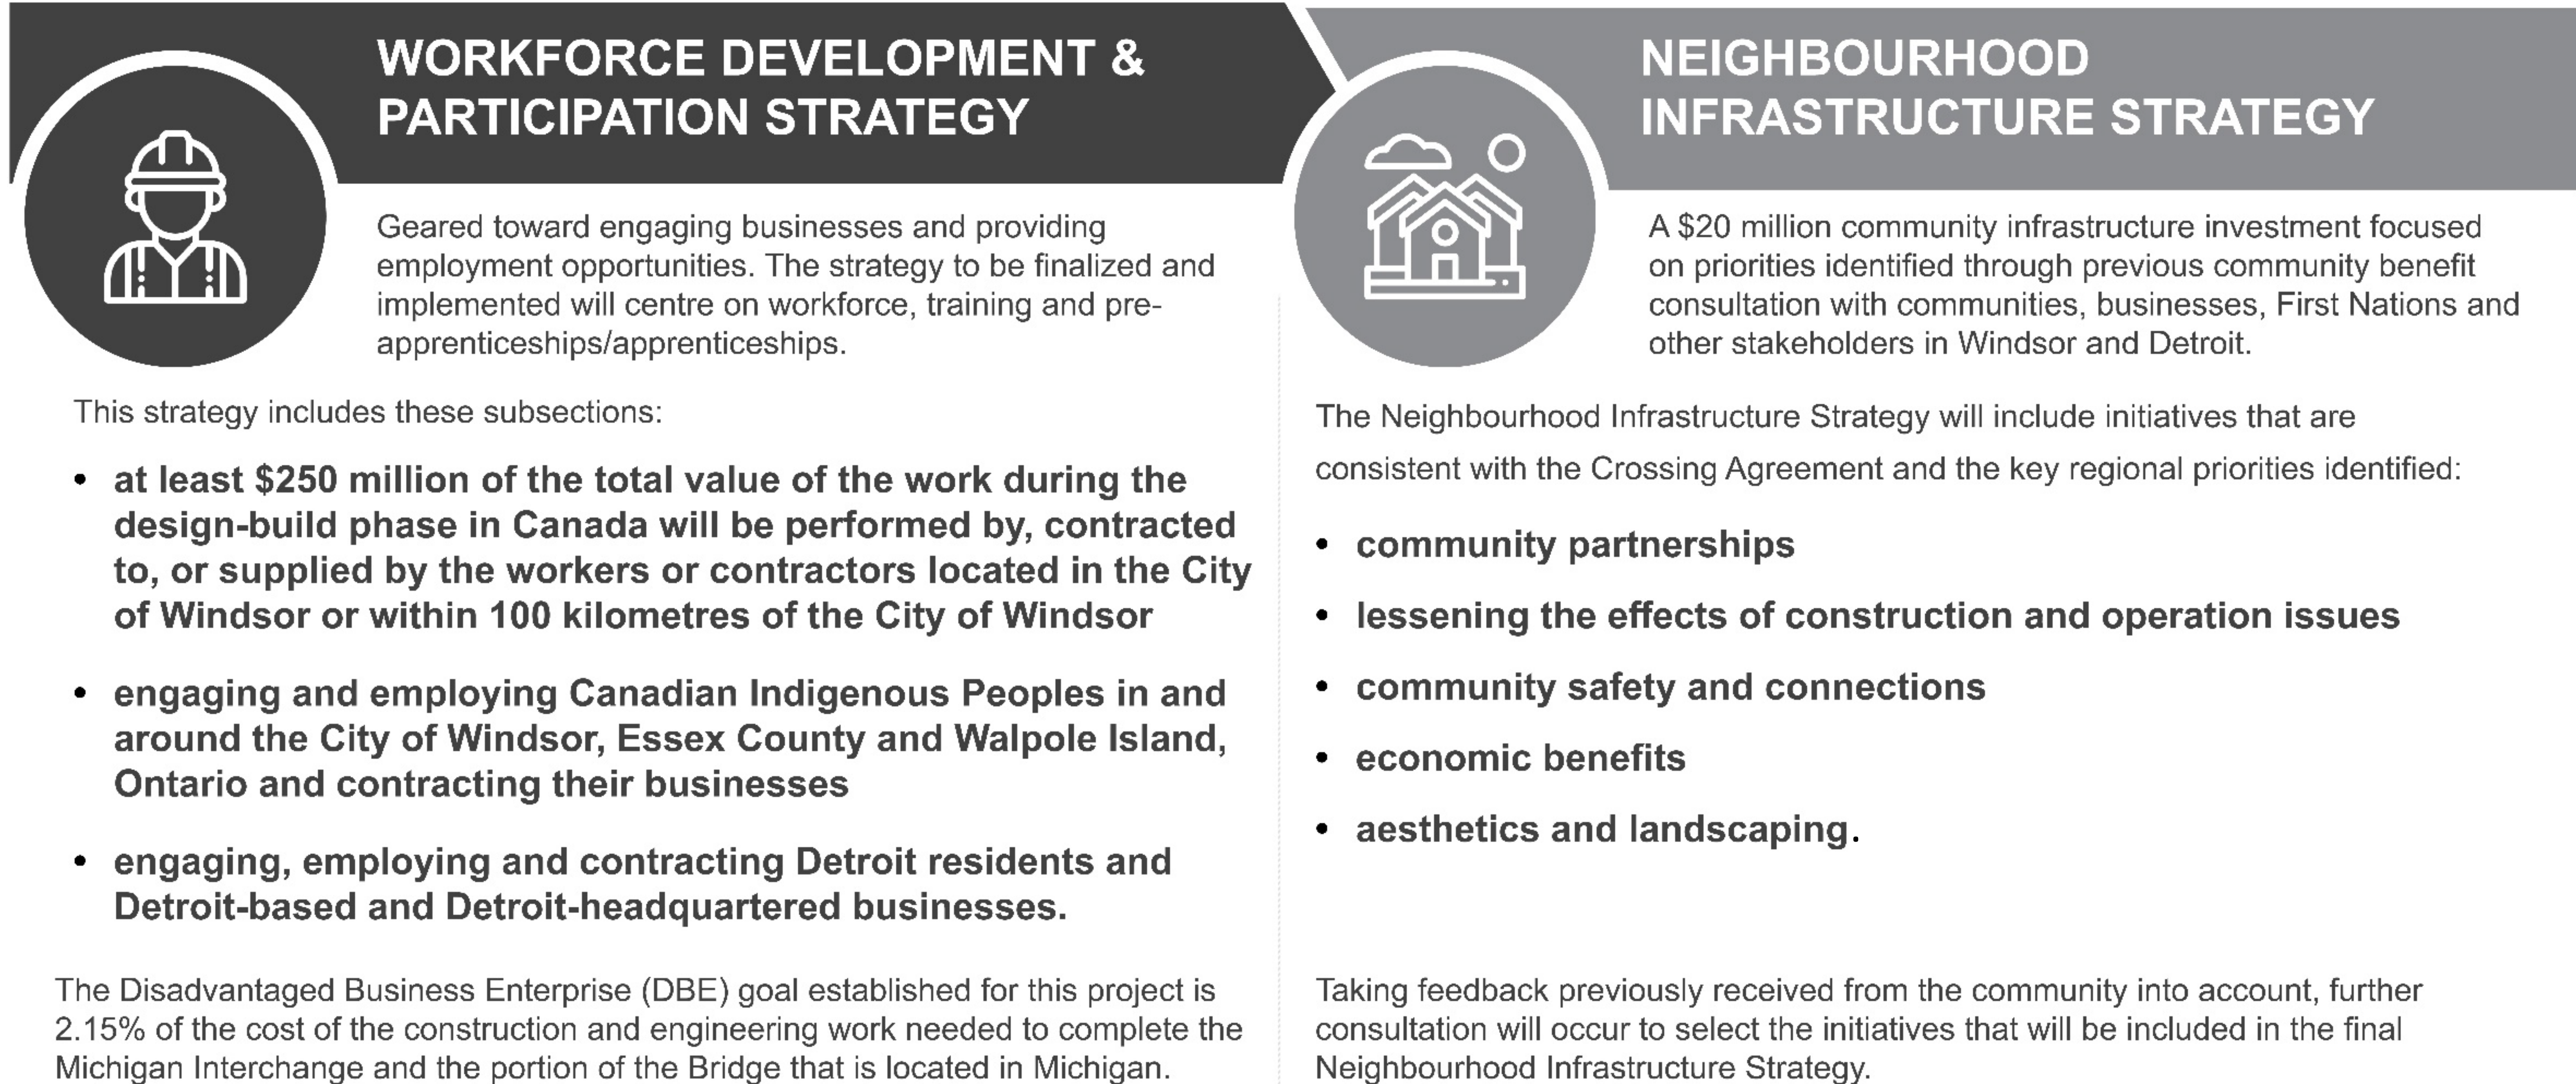 WORKFORCE DEVELOPMENT &
PARTICIPATION STRATEGY
Geared toward engaging businesses and providing
employment opportunities. The strategy to be finalized and
implemented will centre on workforce, training and pre-
apprenticeships/apprenticeships.
This strategy includes these subsections:
• at least $250 million of the total value of the work during the
design-build phase in Canada will be performed by, contracted
to, or supplied by the workers or contractors located in the City
of Windsor or within 100 kilometres of the City of Windsor
• engaging and employing Canadian Indigenous Peoples in and
around the City of Windsor, Essex County and Walpole Island,
Ontario and contracting their businesses
• engaging, employing and contracting Detroit residents and
Detroit-based and Detroit-headquartered businesses.
The Disadvantaged Business Enterprise (DBE) goal established for this project is
2.15% of the cost of the construction and engineering work needed to complete the
Michigan Interchange and the portion of the Bridge that is located in Michigan.
NEIGHBOURHOOD
INFRASTRUCTURE STRATEGY
A $20 million community infrastructure investment focused
on priorities identified through previous community benefit
consultation with communities, businesses, First Nations and
other stakeholders in Windsor and Detroit.
The Neighbourhood Infrastructure Strategy will include initiatives that are
consistent with the Crossing Agreement and the key regional priorities identified:
• community partnerships
• lessening the effects of construction and operation issues
• community safety and connections
• economic benefits
• aesthetics and landscaping.
Taking feedback previously received from the community into account, further
consultation will occur to select the initiatives that will be included in the final
Neighbourhood Infrastructure Strategy.